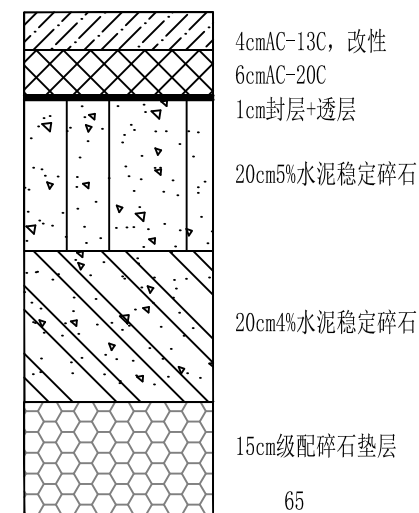 4cmAC-13C, 改性
6cmAC-20C
1cm封层+透层
20cm5%水泥稳定碎石
20cm4%水泥稳定碎石
15cm级配碎石垫层
65